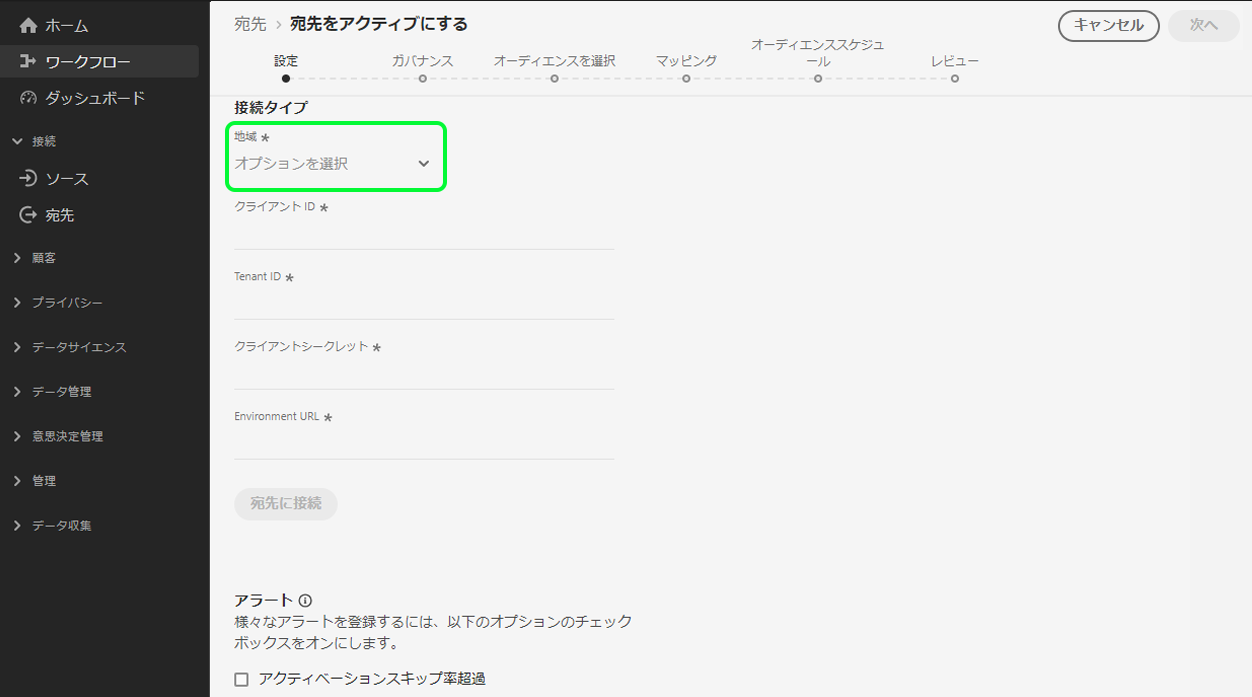 ホーム
ワークフロー
ダッシュボード
接続
ソース
宛先
顧客
プライバシー
データサイエンス
データ管理
意思決定管理
管理
データ収集
宛先 > 宛先をアクティブにする
キャンセル
次へ
設定
ガバナンス
オーディエンスを選択
マッピング
オーディエンススケジュ
ール
レビュー
接続タイプ
地域 *
オプションを選択
クライアント ID *
Tenant ID *
クライアントシークレット *
Environment URL *
宛先に接続
アラート
様々なアラートを登録するには、以下のオプションのチェック
ボックスをオンにします。
アクティベーションスキップ率超過